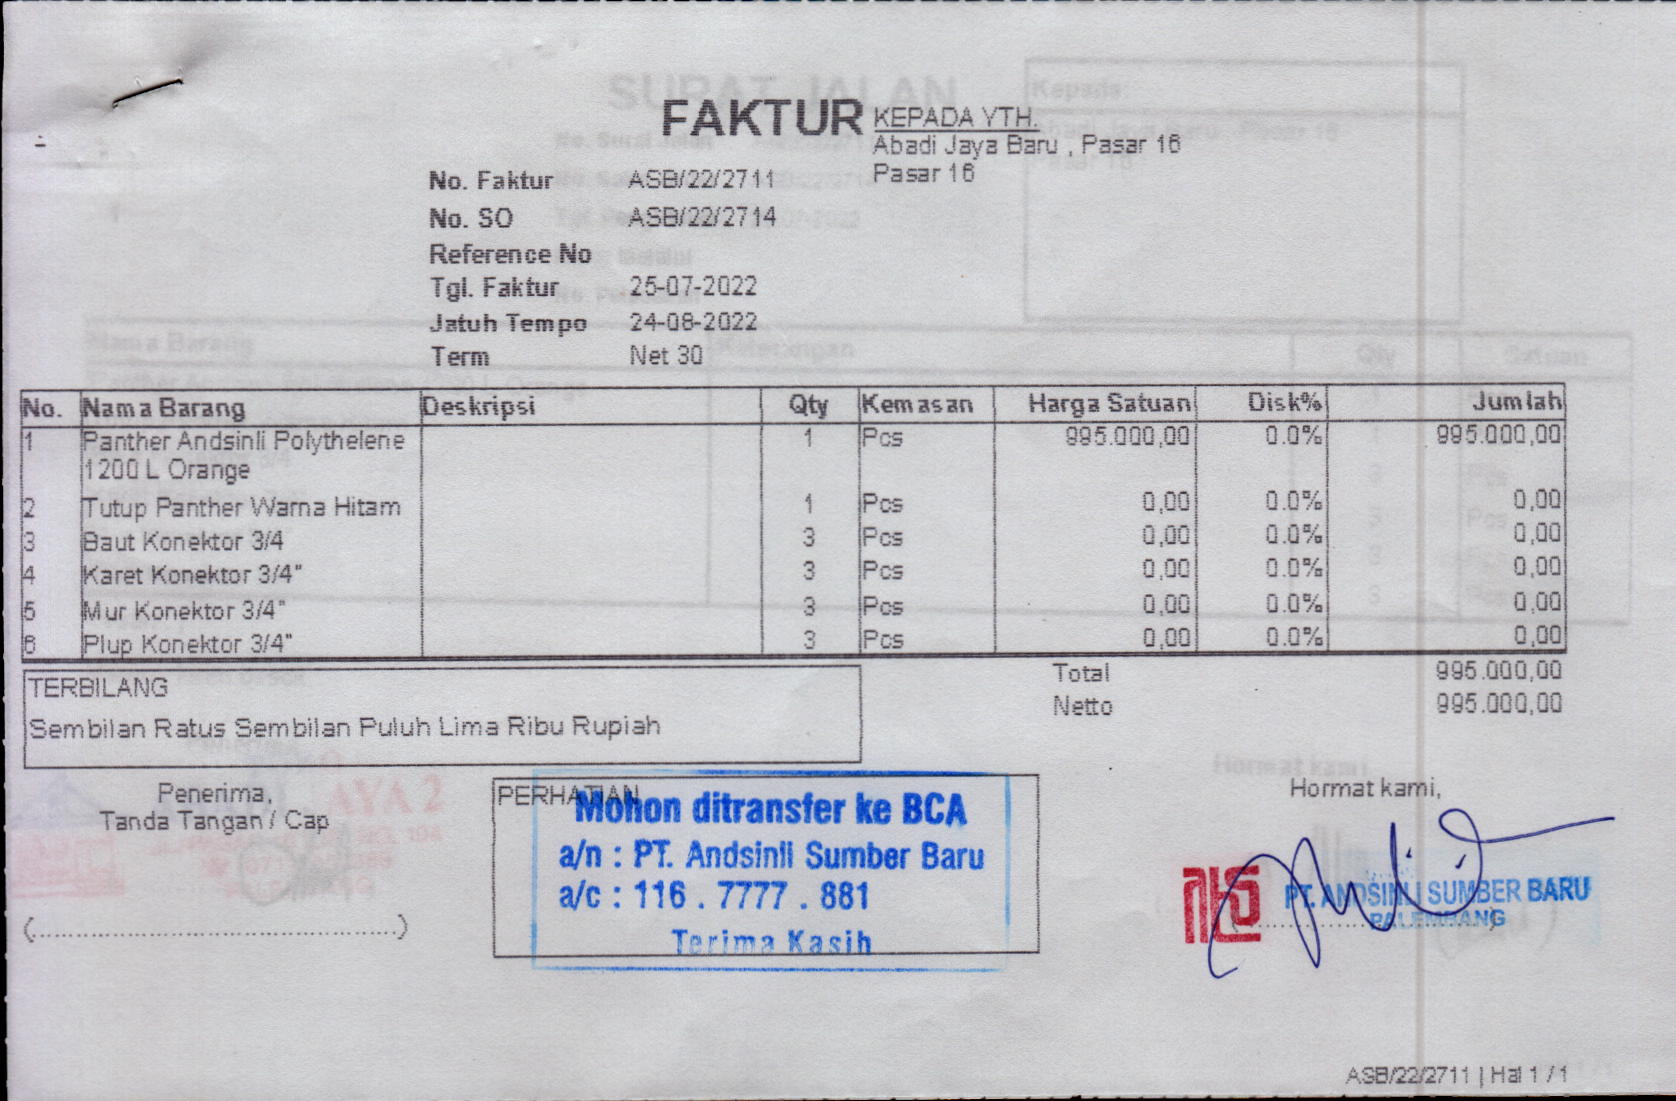 FAKTUR
KEPADA YTH.
Abadi Jaya Baru , Pasar 16
Pasar 16
No. Faktur ASB/22/2711
No. SO ASB/22/2714
Reference No
Tgl. Faktur 25-07-2022
Jatuh Tempo 24-08-2022
Term Net 30
No. Nama Barang Deskripsi Qty Kemasan Harga Satuan Disk% Jumlah
1 Panther Andsinli Polythelene 1 Pcs 995.000,00 0.0% 995.000,00
1200 L Orange
2 Tutup Panther Warna Hitam 1 Pcs 0,00 0.0% 0,00
3 Baut Konektor 3/4 3 Pcs 0,00 0.0% 0,00
4 Karet Konektor 3/4" 3 Pcs 0,00 0.0% 0,00
5 Mur Konektor 3/4" 3 Pcs 0,00 0.0% 0,00
6 Plup Konektor 3/4" 3 Pcs 0,00 0.0% 0,00
Total 995.000,00
Netto 995.000,00
TERBILANG
Sembilan Ratus Sembilan Puluh Lima Ribu Rupiah
Penerima,
Tanda Tangan / Cap
(..............................................)
PERHATIAN
Mohon ditransfer ke BCA
a/n : PT. Andsinli Sumber Baru
a/c : 116 . 7777 . 881
Terima Kasih
Hormat kami,
PT. ANDSINLI SUMBER BARU
PALEMBANG
ASB/22/2711 | Hal 1 / 1